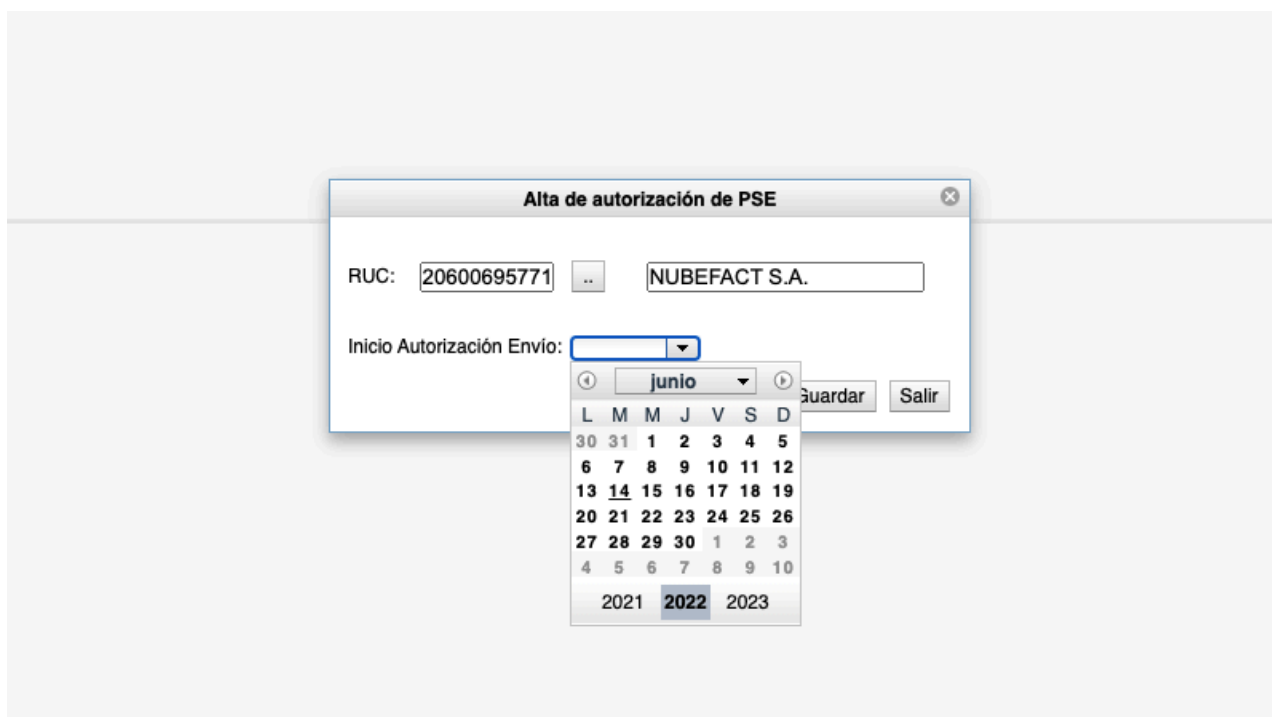 Alta de autorización de PSE
RUC: 20600695771 .. NUBEFACT S.A.
Inicio Autorización Envío:
junio
Salir
L M M J V S D
30 31 1 2 3 4 5
6 7 8 9 10 11 12
13 14 15 16 17 18 19
20 21 22 23 24 25 26
27 28 29 30 1 2 3
4 5 6 7 8 9 10
2021 2022 2023